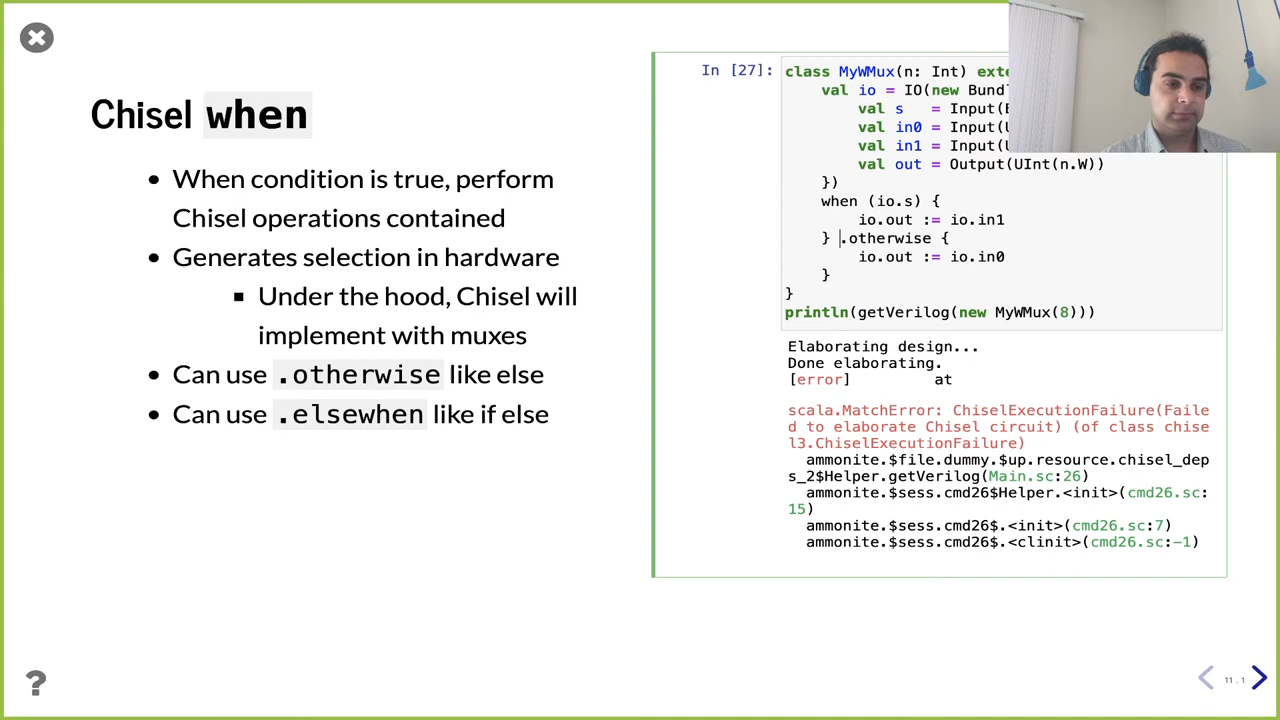 Chisel when
When condition is true, perform
Chisel operations contained
Generates selection in hardware
Under the hood, Chisel will
implement with muxes
Can use .otherwise like else
Can use .elsewhen like if else
In [27]:
class MyWMux(n: Int) exte
val io = IO(new Bundl
val s = Input(B
val in0 = Input(U
val in1 = Input(U
val out = Output(UInt(n.W))
})
when (io.s) {
io.out := io.in1
} .otherwise {
io.out := io.in0
}
}
println(getVerilog(new MyWMux(8)))
Elaborating design...
Done elaborating.
[error] at
scala.MatchError: ChiselExecutionFailure(Faile
d to elaborate Chisel circuit) (of class chise
l3.ChiselExecutionFailure)
ammonite.$file.dummy.$up.resource.chisel_dep
s_2$Helper.getVerilog(Main.sc:26)
ammonite.$sess.cmd26$Helper.<init>(cmd26.sc:
15)
ammonite.$sess.cmd26$.<init>(cmd26.sc:7)
ammonite.$sess.cmd26$.<clinit>(cmd26.sc:-1)
?
11.1